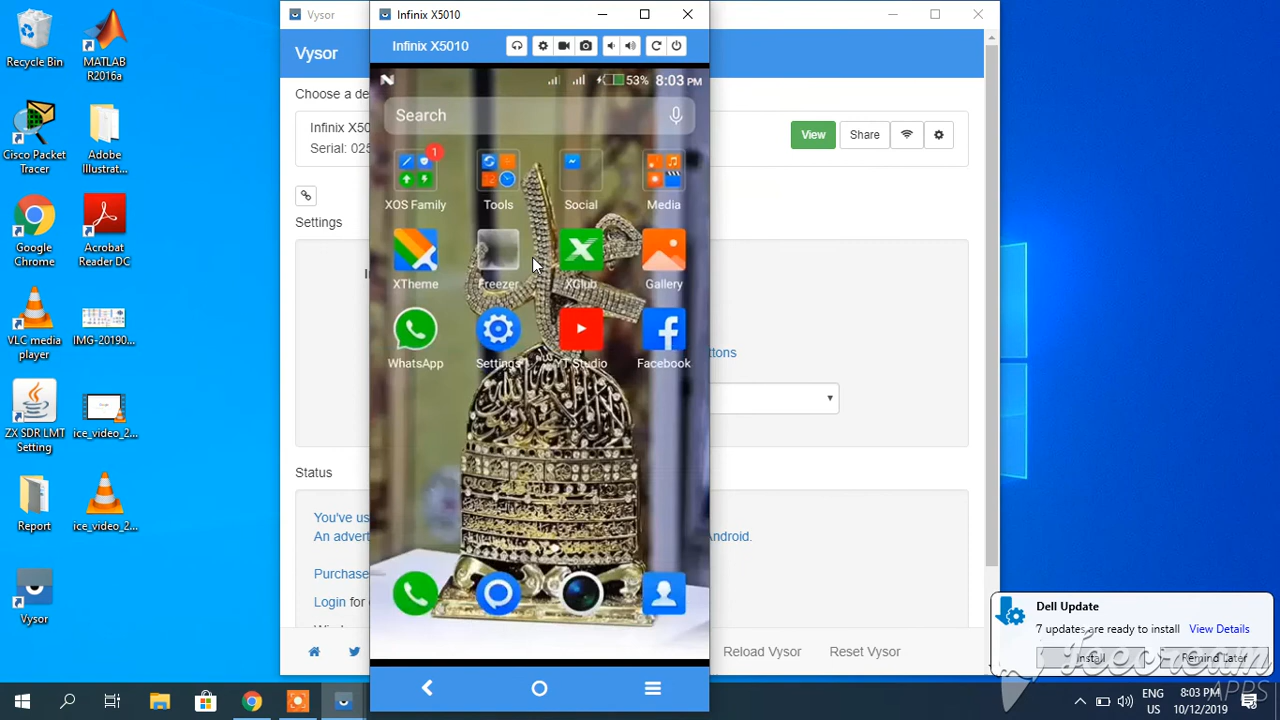 Vysor
Infinix X5010
Infinix X5010
Vysor
Choose a de
Infinix X50
Serial: 025
View
Share
Settings
I
ttons
Status
You've us
An advert
Android.
Purchase
Login for
Reload Vysor
Reset Vysor
53% 8:03 PM
Search
1
XOS Family
Tools
Social
Media
XTheme
Freezer
XClub
Gallery
WhatsApp
Settings
YT Studio
Facebook
Recycle Bin
MATLAB
R2016a
Cisco Packet
Tracer
Adobe
Illustrat...
Google
Chrome
Acrobat
Reader DC
VLC media
player
IMG-20190...
ZX SDR LMT
Setting
ice_video_2...
Report
ice_video_2...
Vysor
Dell Update
7 updates are ready to install View Details
Install
Remind Later
icecream
APPS
ENG
US
8:03 PM
10/12/2019